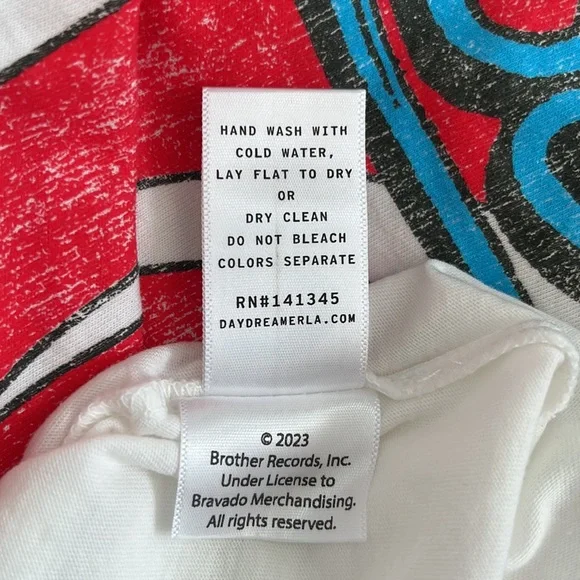 HAND WASH WITH
COLD WATER,
LAY FLAT TO DRY
OR
DRY CLEAN
DO NOT BLEACH
COLORS SEPARATE
RN#141345
DAYDREAMERLA.COM
© 2023
Brother Records, Inc.
Under License to
Bravado Merchandising.
All rights reserved.